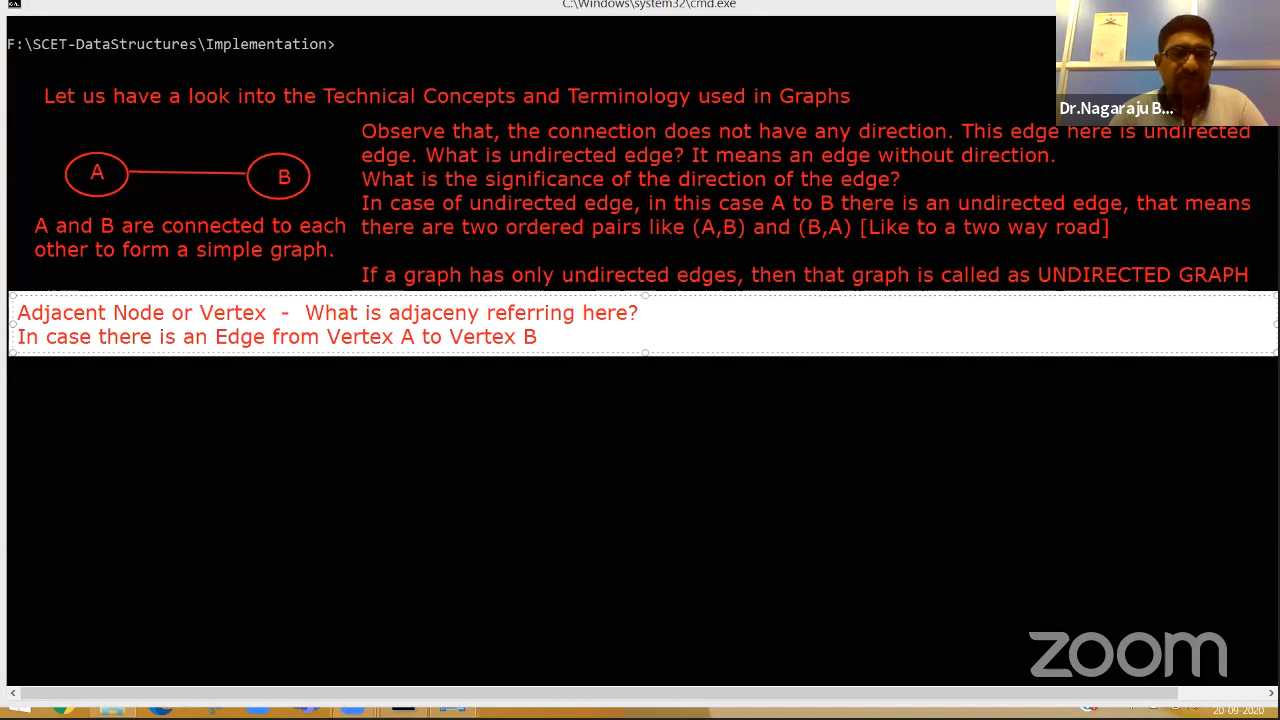 C:\Windows\system32\cmd.exe
F:\SCET-DataStructures\Implementation>
Dr.Nagaraju B...
Let us have a look into the Technical Concepts and Terminology used in Graphs
A
B
A and B are connected to each
other to form a simple graph.
Observe that, the connection does not have any direction. This edge here is undirected
edge. What is undirected edge? It means an edge without direction.
What is the significance of the direction of the edge?
In case of undirected edge, in this case A to B there is an undirected edge, that means
there are two ordered pairs like (A,B) and (B,A) [Like to a two way road]
If a graph has only undirected edges, then that graph is called as UNDIRECTED GRAPH
Adjacent Node or Vertex - What is adjaceny referring here?
In case there is an Edge from Vertex A to Vertex B
zoom
20-09-2020